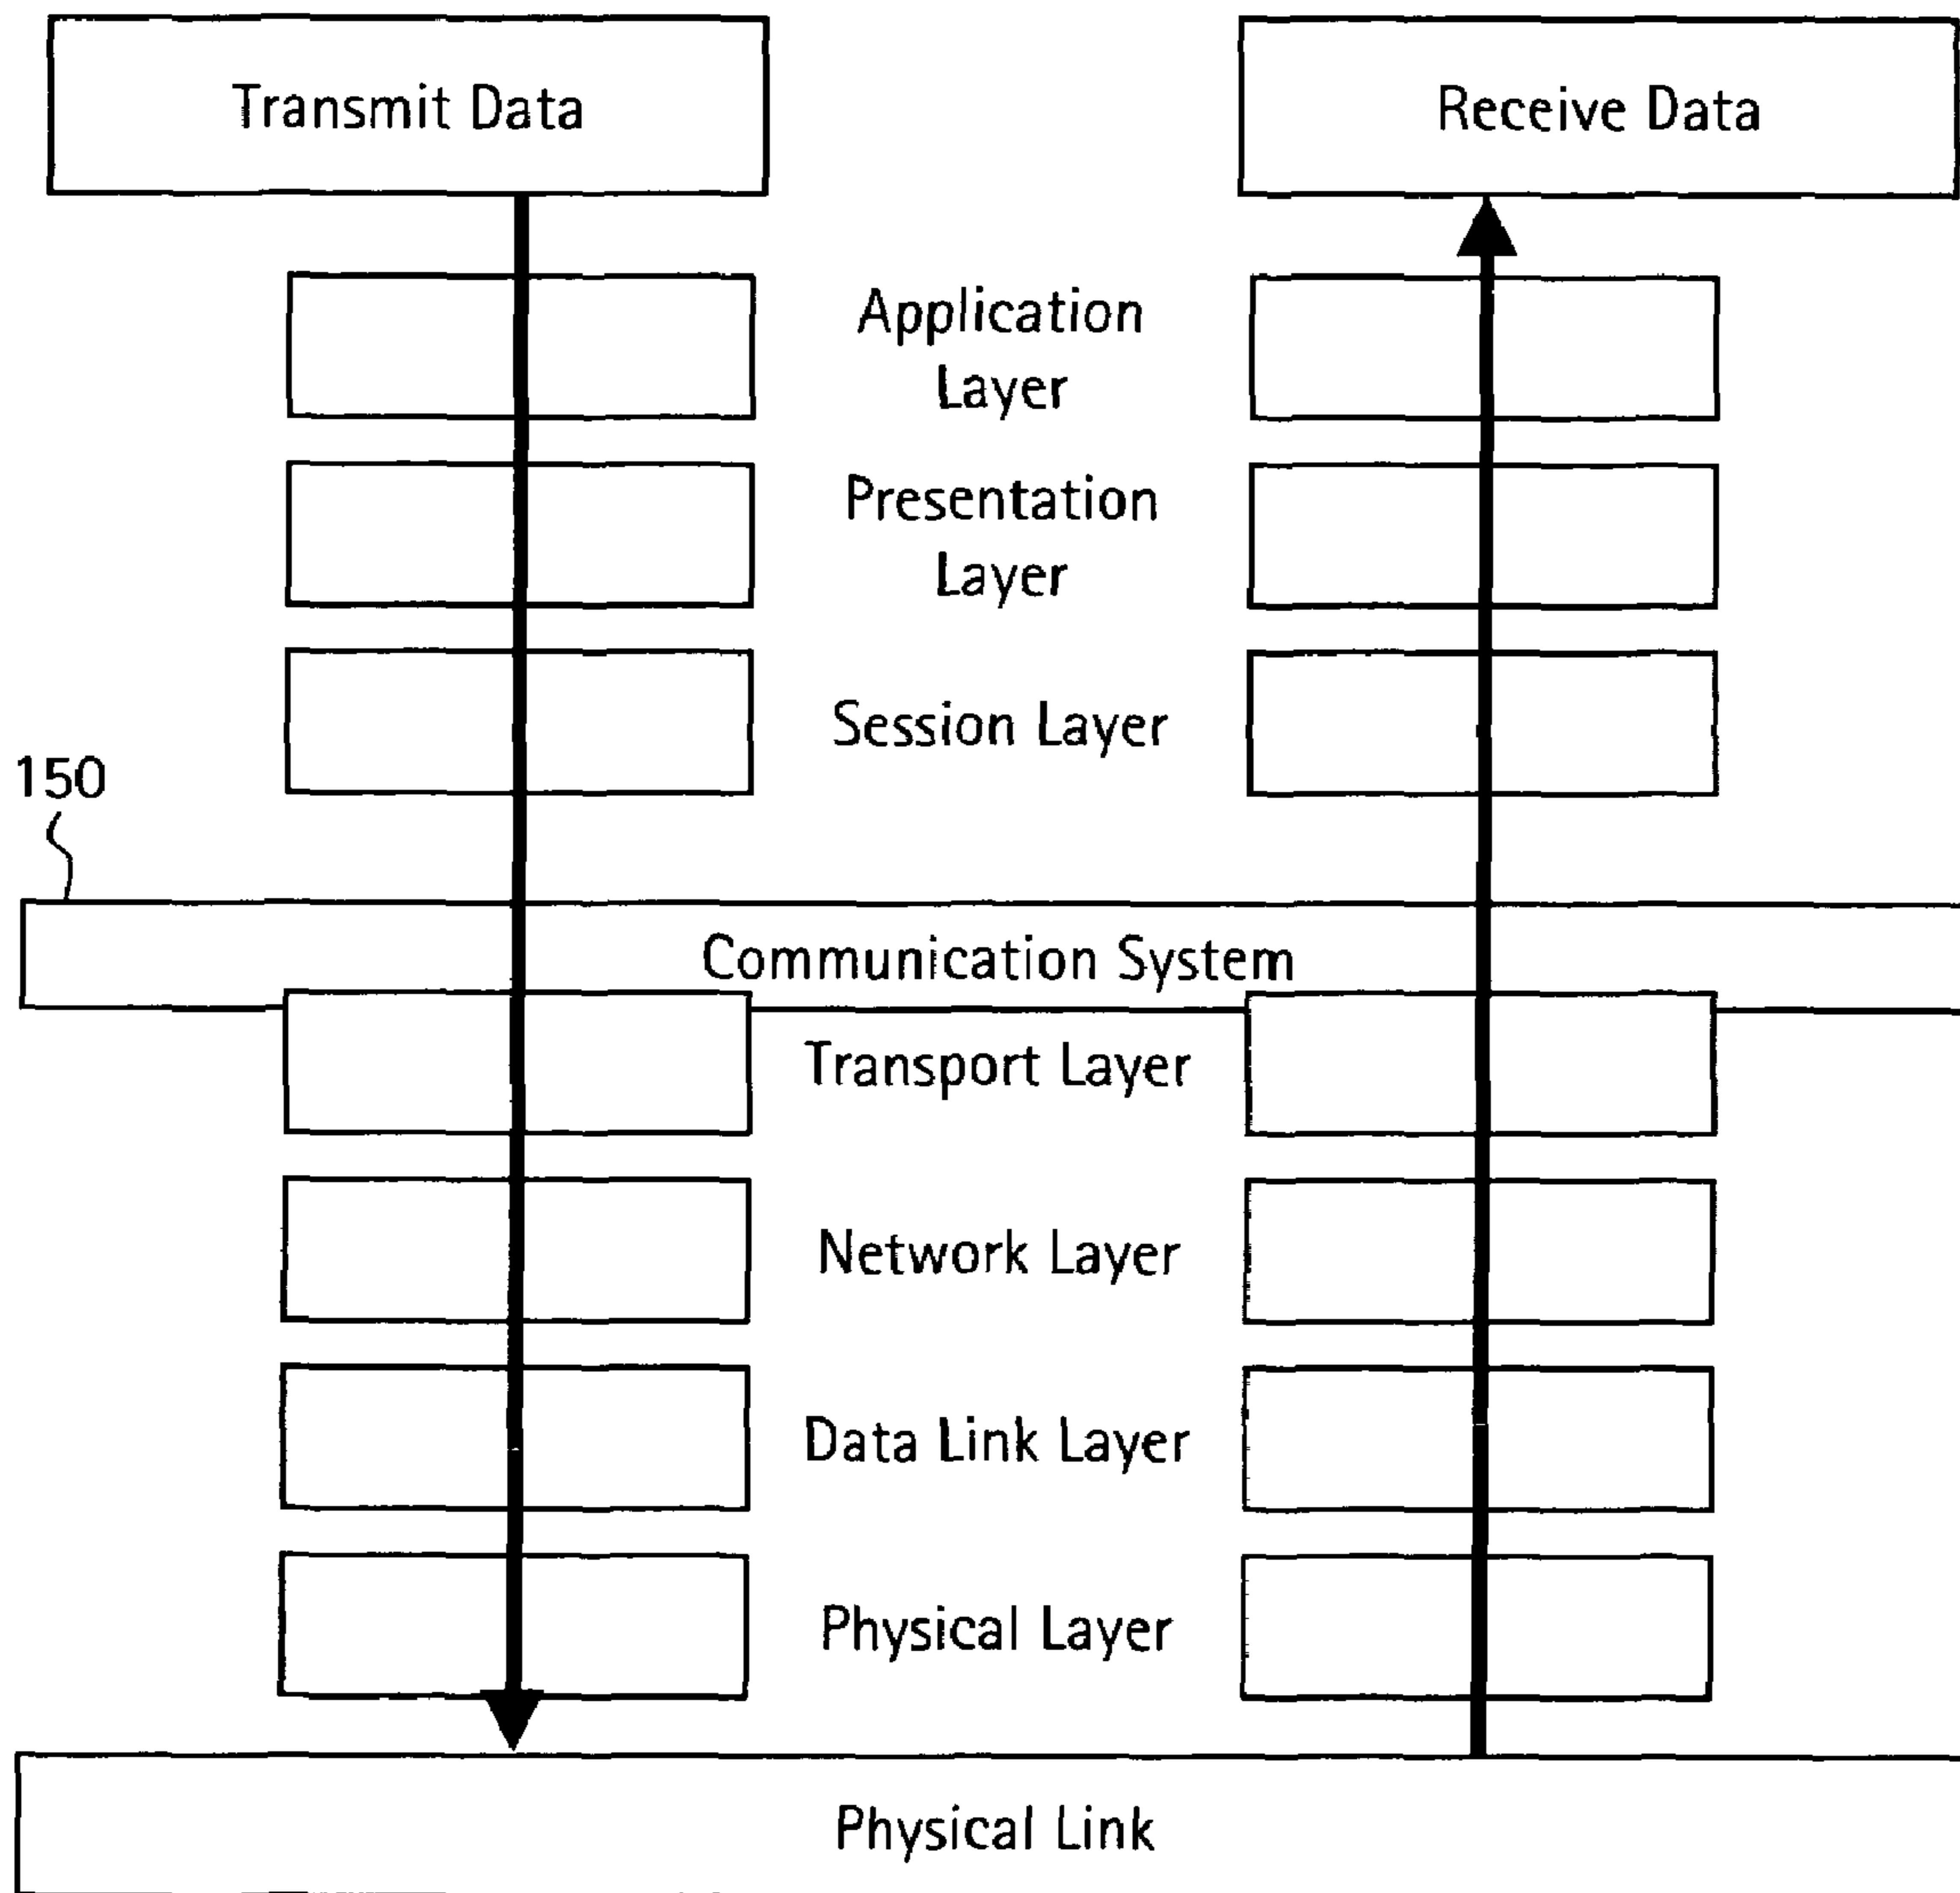 Transmit Data
Receive Data
Application
Layer
Presentation
Layer
Session Layer
150
Communication System
Transport Layer
Network Layer
Data Link Layer
Physical Layer
Physical Link